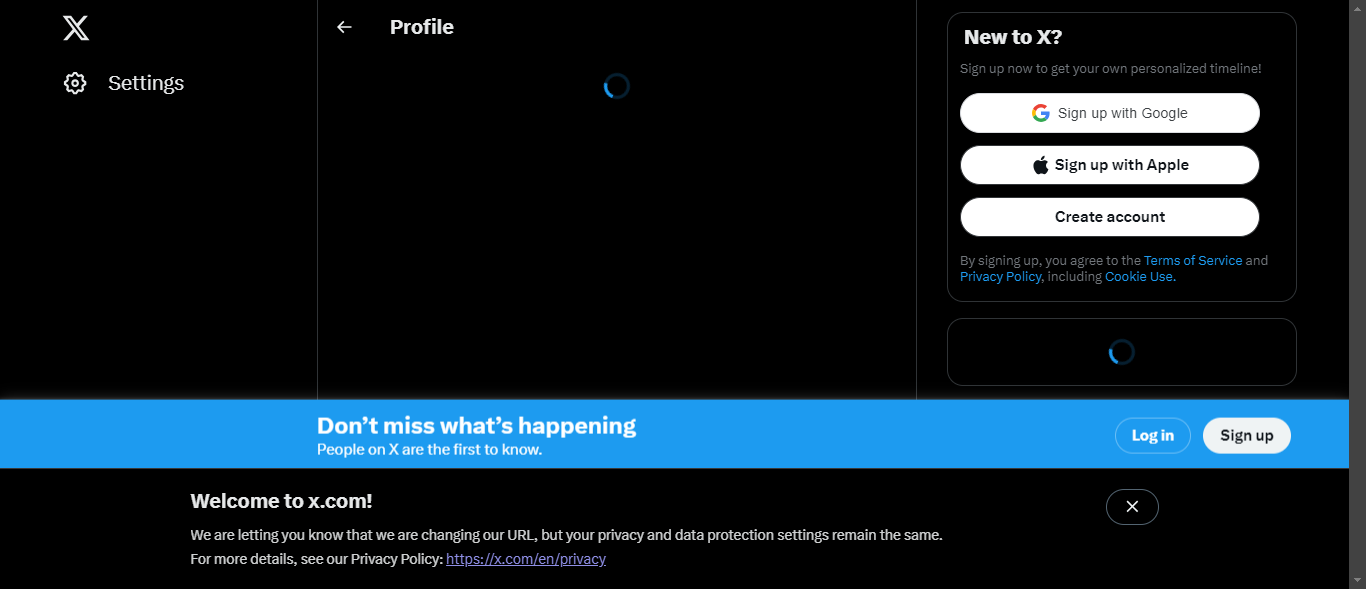 Settings
Profile
New to X?
Sign up now to get your own personalized timeline!
Sign up with Google
Sign up with Apple
Create account
By signing up, you agree to the Terms of Service and
Privacy Policy, including Cookie Use.
Don’t miss what’s happening
People on X are the first to know.
Log in
Sign up
Welcome to x.com!
We are letting you know that we are changing our URL, but your privacy and data protection settings remain the same.
For more details, see our Privacy Policy: https://x.com/en/privacy